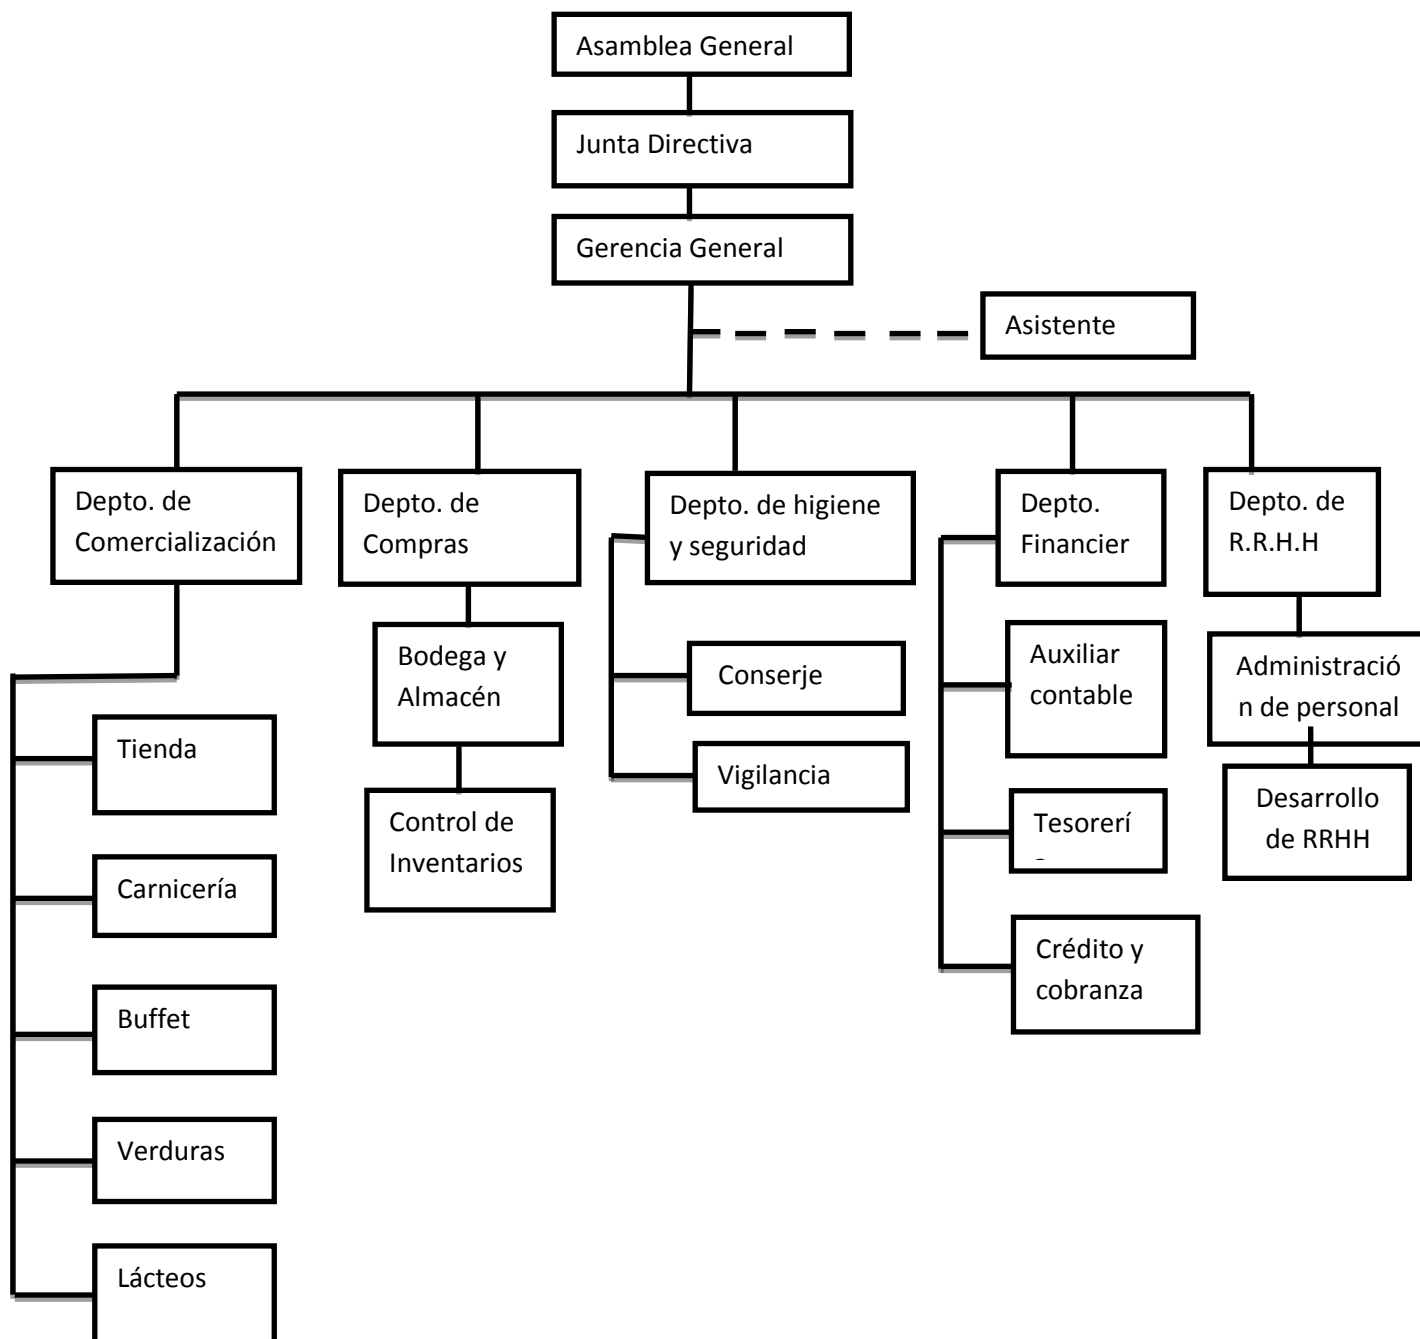 Asamblea General
Junta Directiva
Gerencia General
Asistente
Depto. de
Comercialización
Depto. de
Compras
Depto. de higiene
y seguridad
Depto.
Financier
Depto. de
R.R.H.H
Tienda
Carnicería
Buffet
Verduras
Lácteos
Bodega y
Almacén
Control de
Inventarios
Conserje
Vigilancia
Auxiliar
contable
Tesorerí
Crédito y
cobranza
Administració
n de personal
Desarrollo
de RRHH